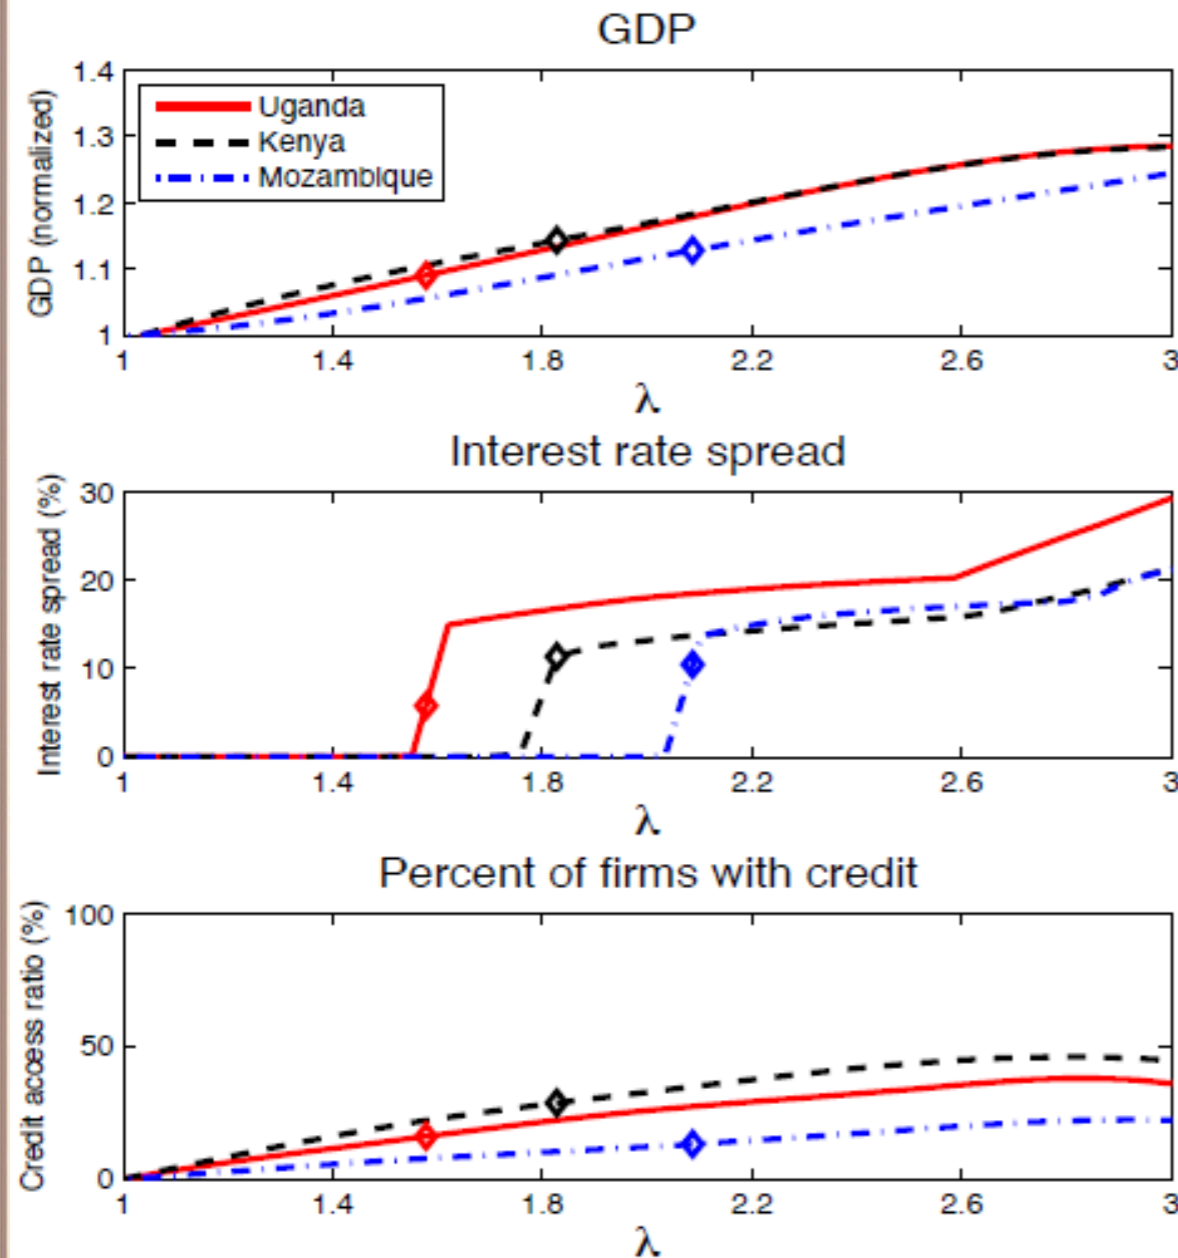 GDP
GDP (normalized)
1.4
1.3
1.2
1.1
1
Uganda
Kenya
Mozambique
1 1.4 1.8 2.2 2.6 3
λ
Interest rate spread
Interest rate spread (%)
30
20
10
0
1 1.4 1.8 2.2 2.6 3
λ
Percent of firms with credit
Credit access ratio (%)
100
50
0
1 1.4 1.8 2.2 2.6 3
λ